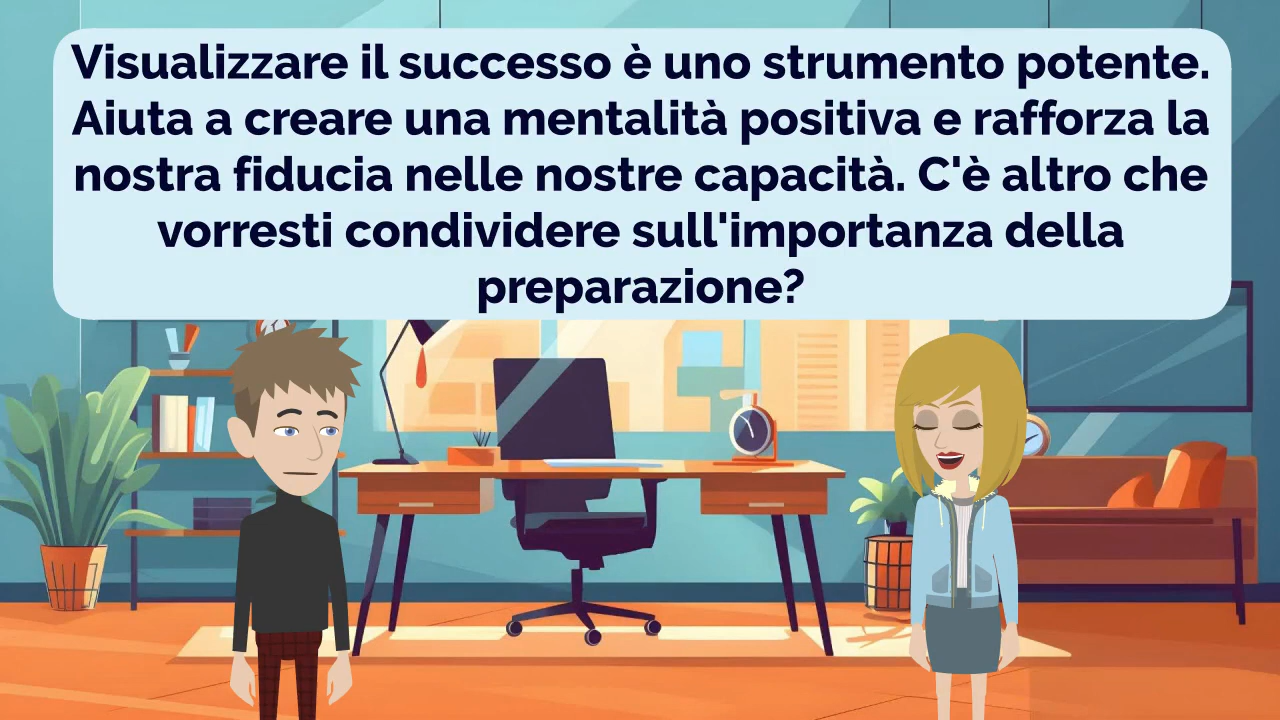 Visualizzare il successo è uno strumento potente.
Aiuta a creare una mentalità positiva e rafforza la
nostra fiducia nelle nostre capacità. C'è altro che
vorresti condividere sull'importanza della
preparazione?